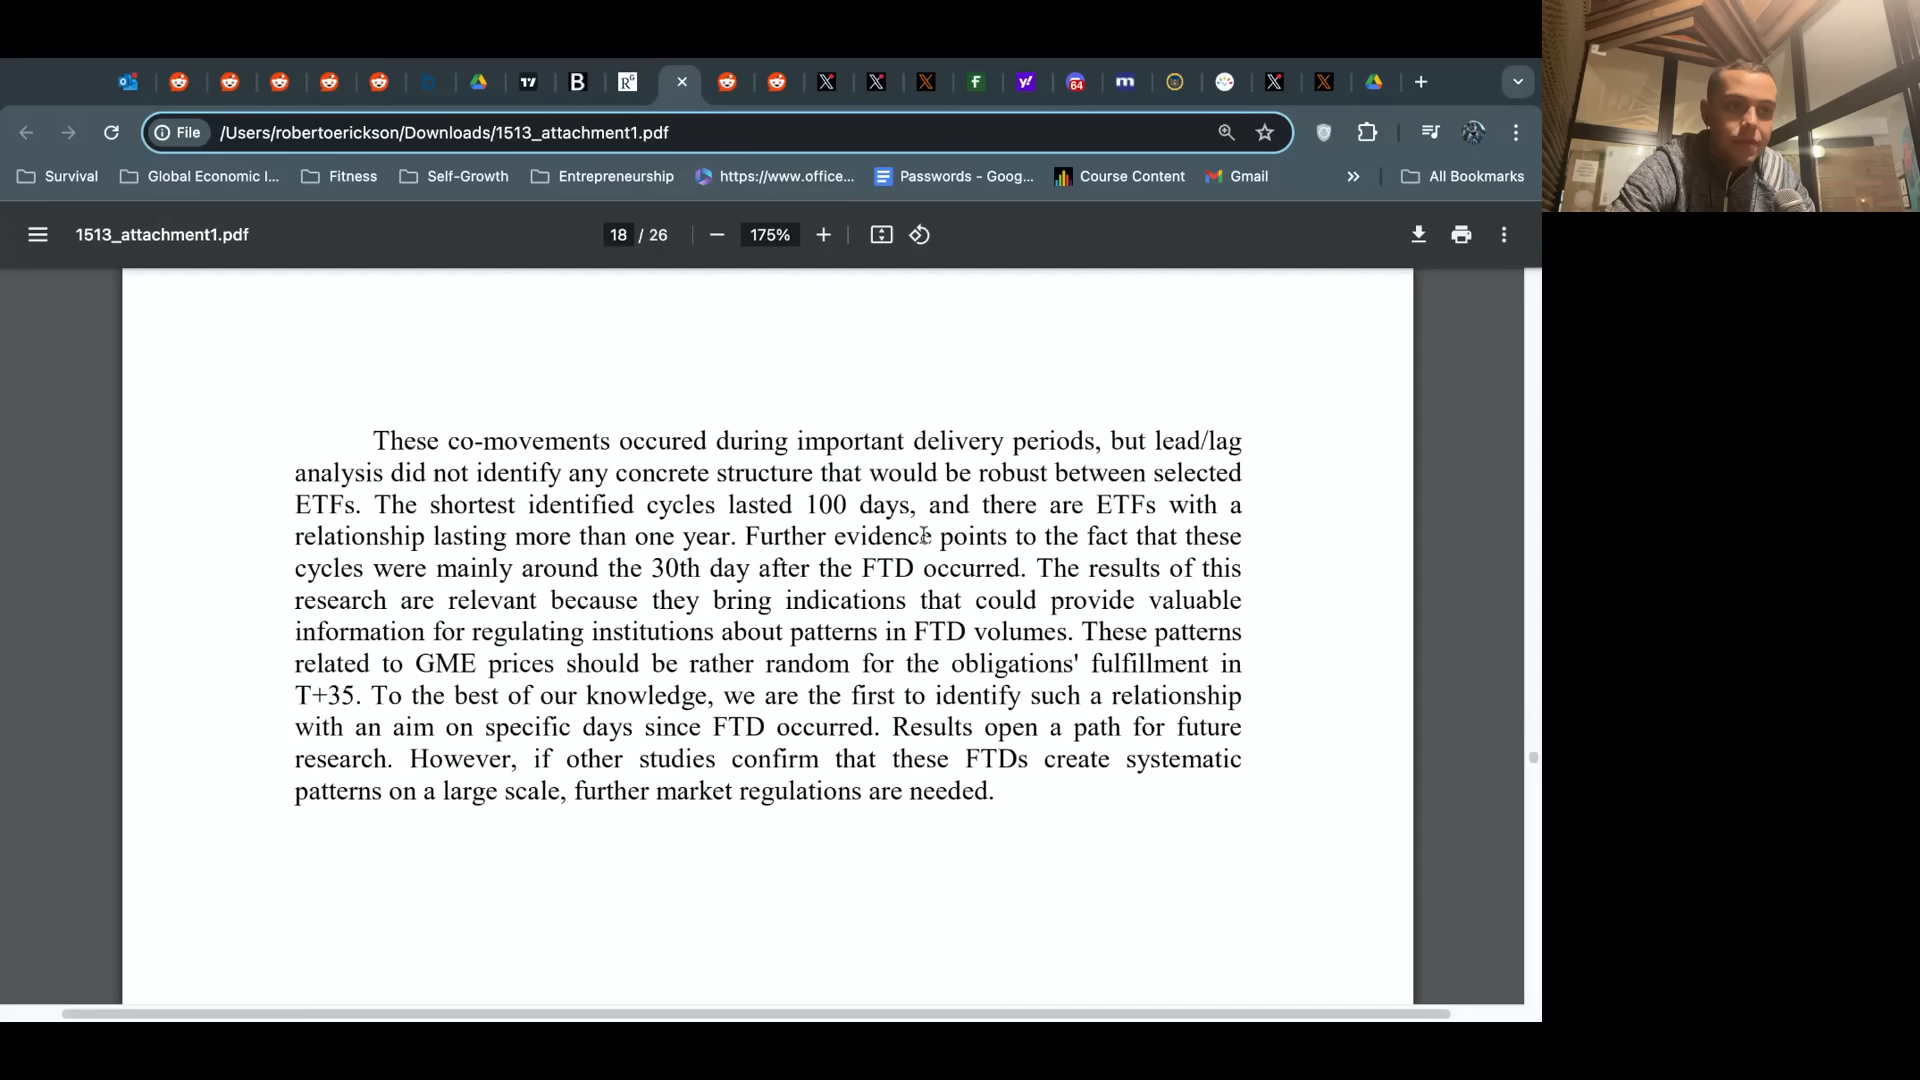 64
File
/Users/robertoerickson/Downloads/1513_attachment1.pdf
Survival
Global Economic I...
Fitness
Self-Growth
Entrepreneurship
https://www.office...
Passwords - Goog...
Course Content
Gmail
All Bookmarks
1513_attachment1.pdf
18 / 26
175%
These co-movements occured during important delivery periods, but lead/lag
analysis did not identify any concrete structure that would be robust between selected
ETFs. The shortest identified cycles lasted 100 days, and there are ETFs with a
relationship lasting more than one year. Further evidence points to the fact that these
cycles were mainly around the 30th day after the FTD occurred. The results of this
research are relevant because they bring indications that could provide valuable
information for regulating institutions about patterns in FTD volumes. These patterns
related to GME prices should be rather random for the obligations' fulfillment in
T+35. To the best of our knowledge, we are the first to identify such a relationship
with an aim on specific days since FTD occurred. Results open a path for future
research. However, if other studies confirm that these FTDs create systematic
patterns on a large scale, further market regulations are needed.